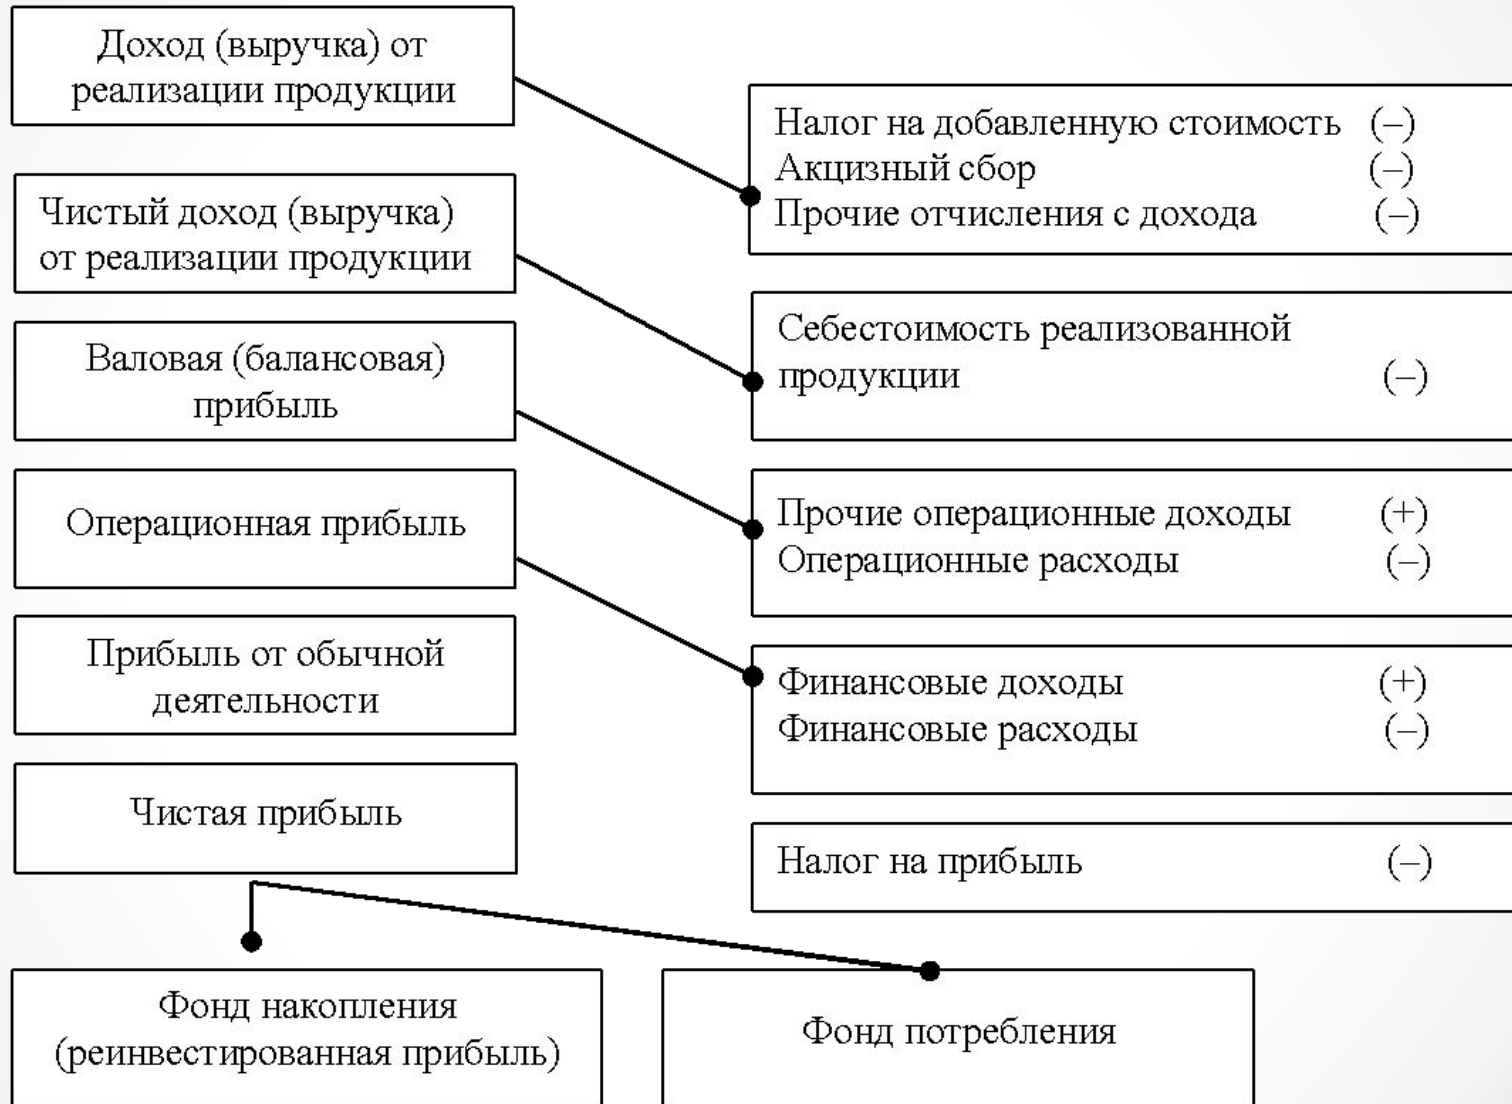 Доход (выручка) от
реализации продукции
Налог на добавленную стоимость (–)
Акцизный сбор (–)
Прочие отчисления с дохода (–)
Чистый доход (выручка)
от реализации продукции
Себестоимость реализованной
продукции (–)
Валовая (балансовая)
прибыль
Прочие операционные доходы (+)
Операционные расходы (–)
Операционная прибыль
Финансовые доходы (+)
Финансовые расходы (–)
Прибыль от обычной
деятельности
Налог на прибыль (–)
Чистая прибыль
Фонд накопления
(реинвестированная прибыль)
Фонд потребления